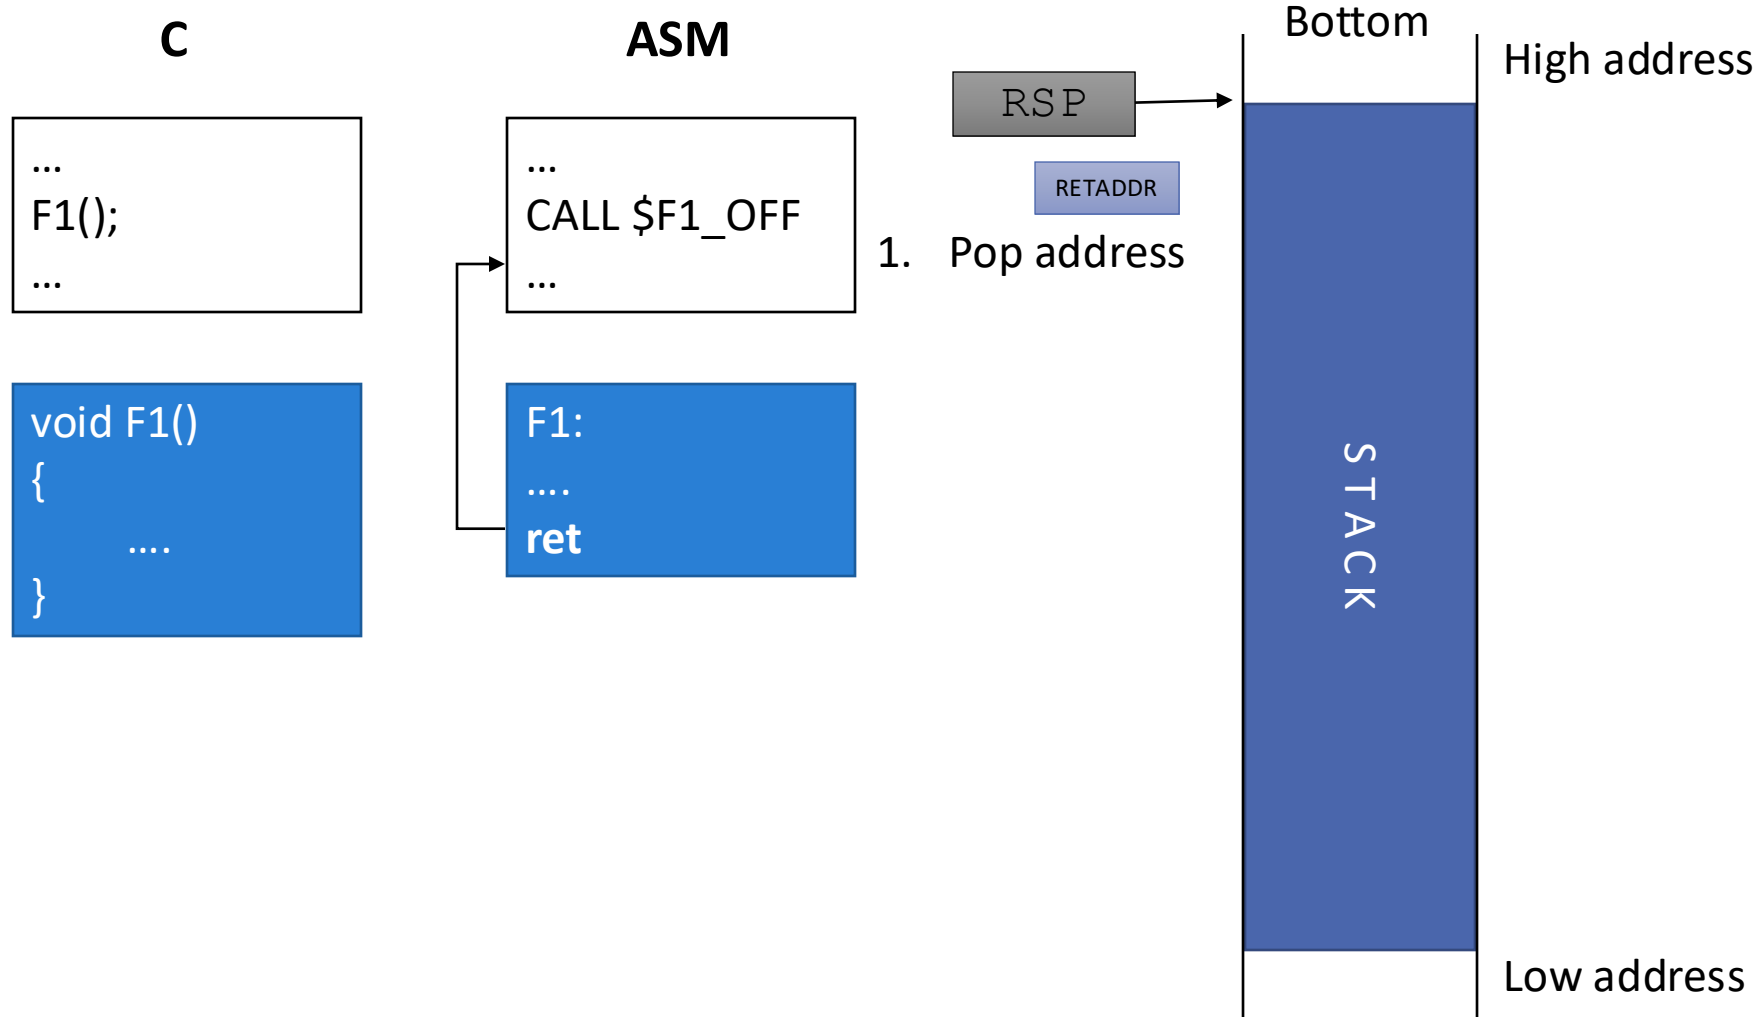 C
…
F1();
…
void F1()
{
….
}
ASM
…
CALL $F1_OFF
…
F1:
….
ret
RSP
RETADDR
1. Pop address
Bottom
High address
STACK
Low address